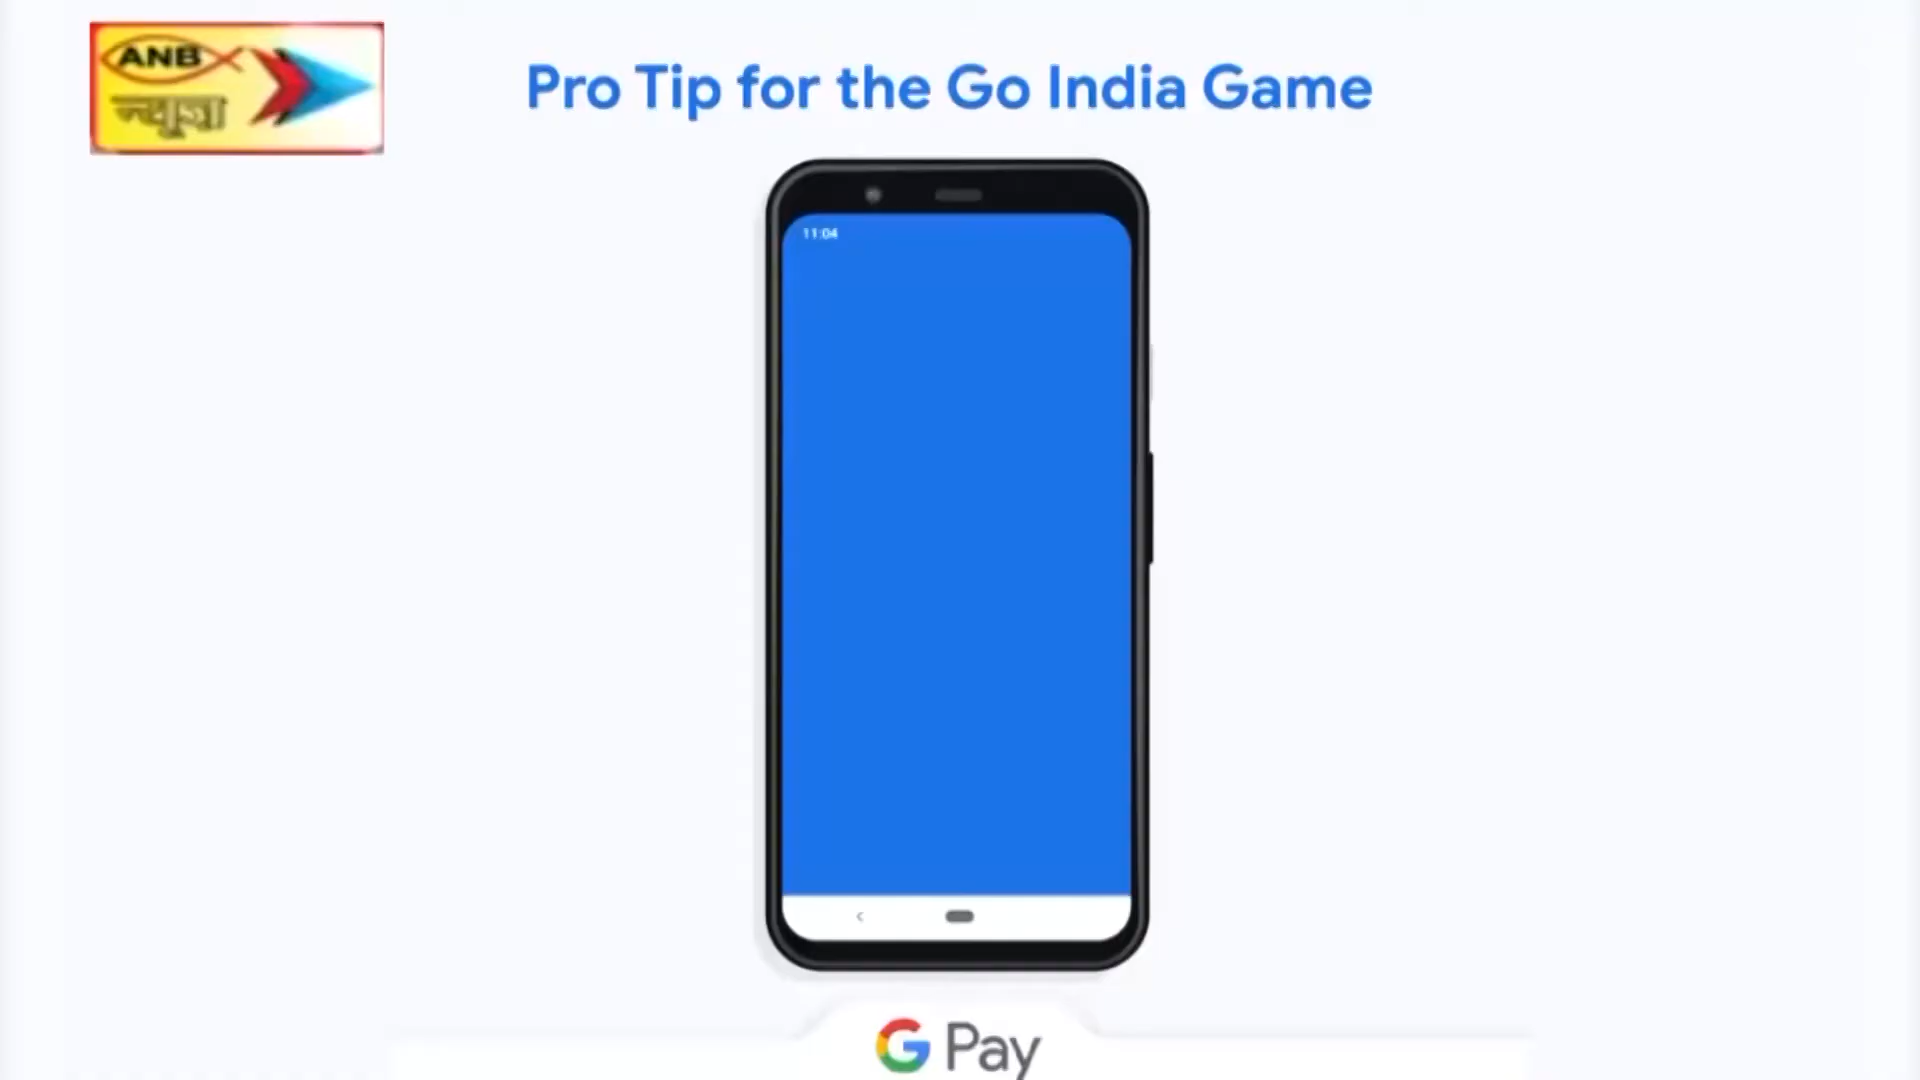 ANB
न्यूज़
Pro Tip for the Go India Game
11:04
G Pay